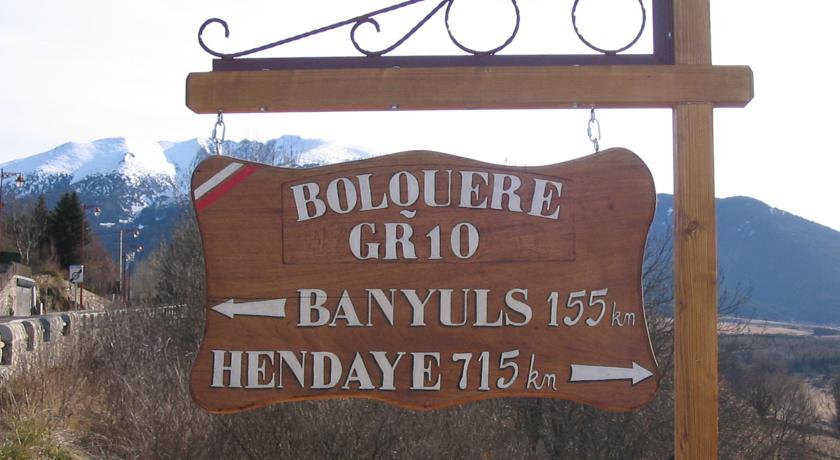 BOLQUERE
GR10
BANYULS 155 km
HENDAYE 715 km